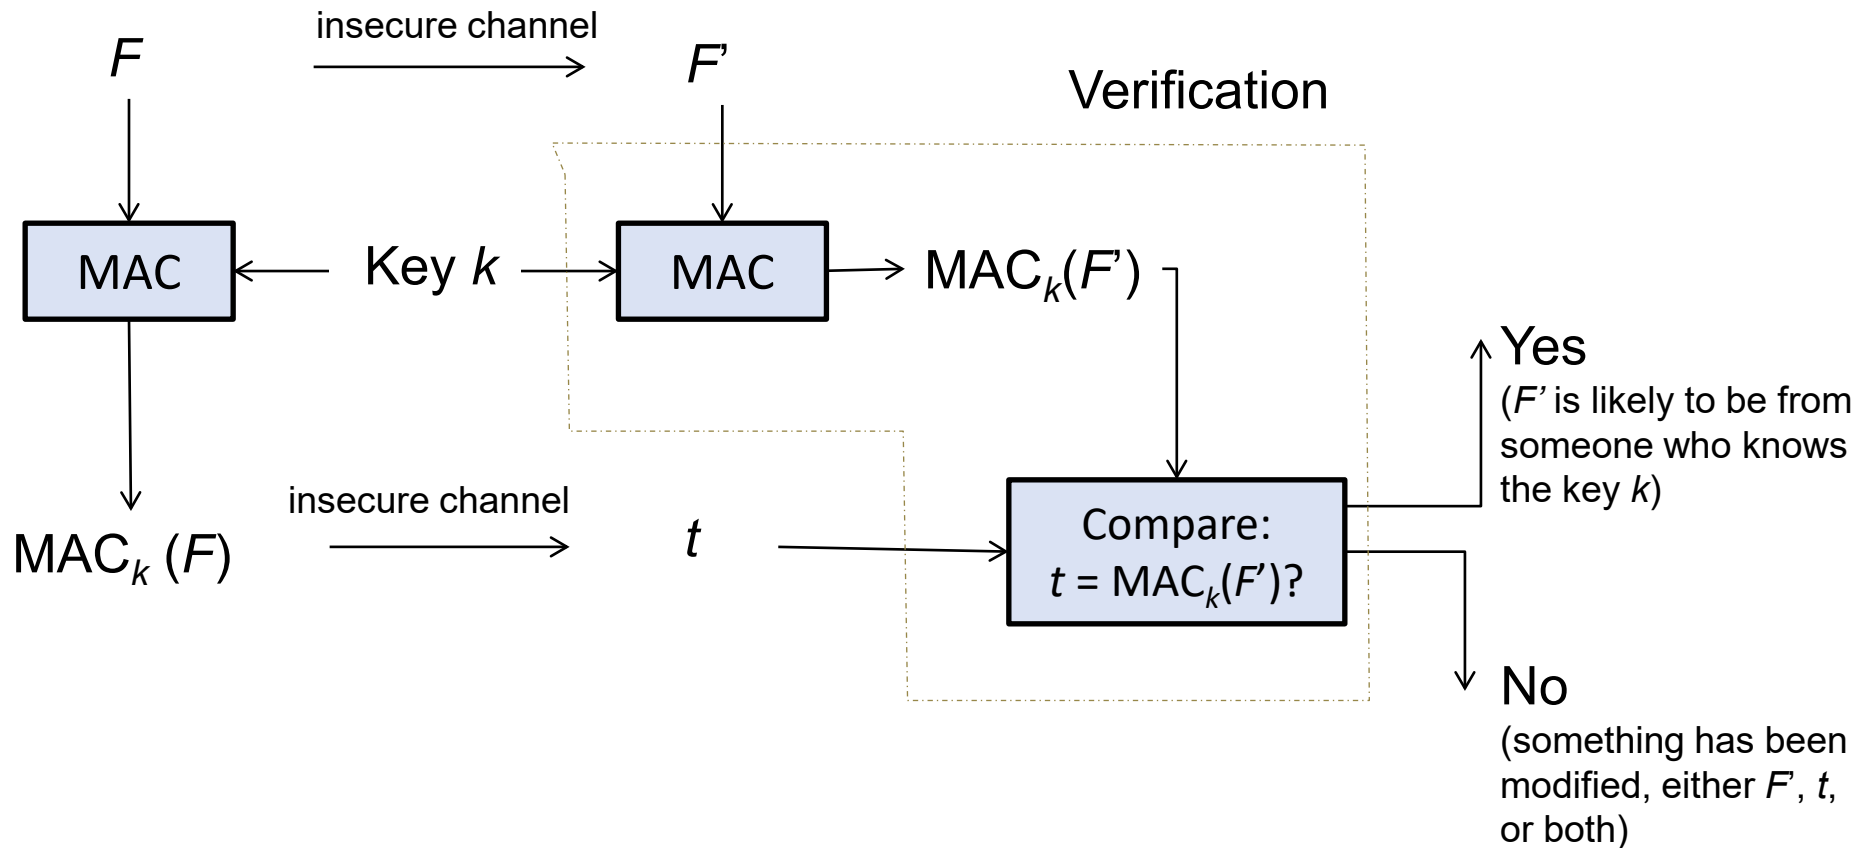 insecure channel
F
F’
Verification
MAC
Key k
MAC
MACk(F’)
Yes
(F’ is likely to be from
someone who knows
the key k)
insecure channel
MACk (F)
t
Compare:
t = MACk(F’)?
No
(something has been
modified, either F’, t,
or both)